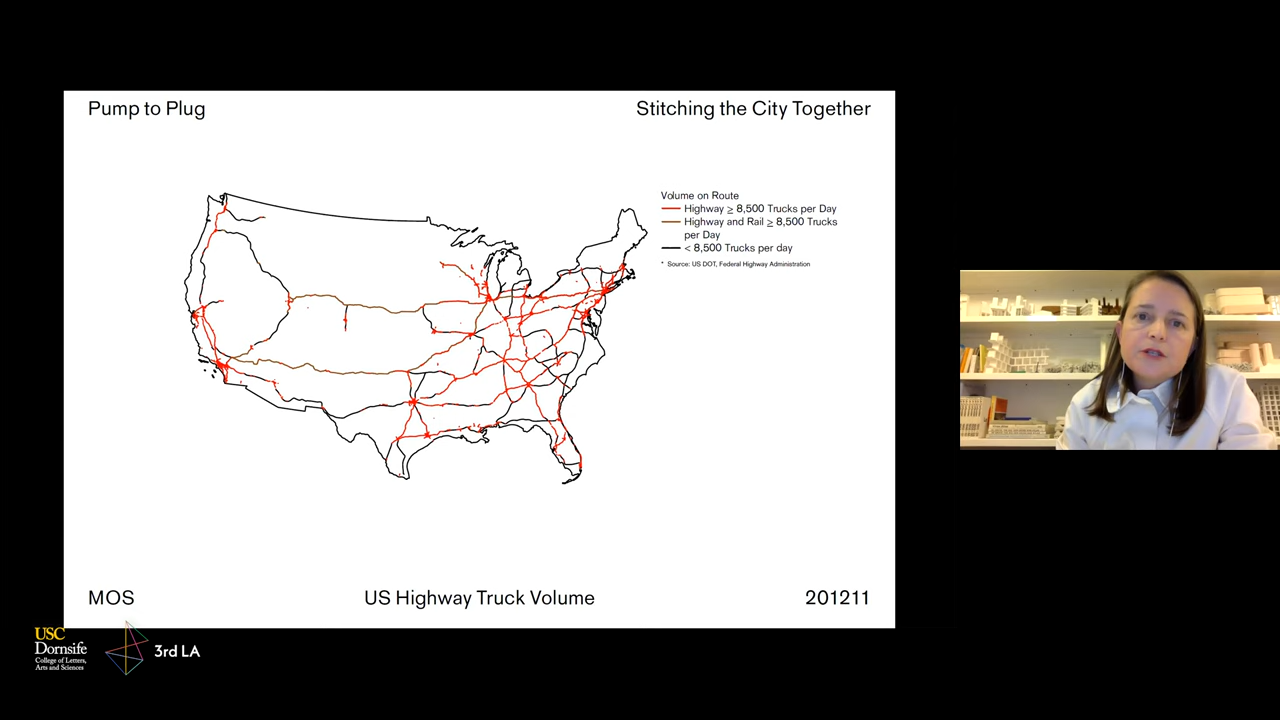 Pump to Plug
Stitching the City Together
Volume on Route
Highway ≥ 8,500 Trucks per Day
Highway and Rail ≥ 8,500 Trucks
per Day
< 8,500 Trucks per day
* Source: US DOT, Federal Highway Administration
MOS
US Highway Truck Volume
201211
USC
Dornsife
College of Letters,
Arts and Sciences
3rd LA